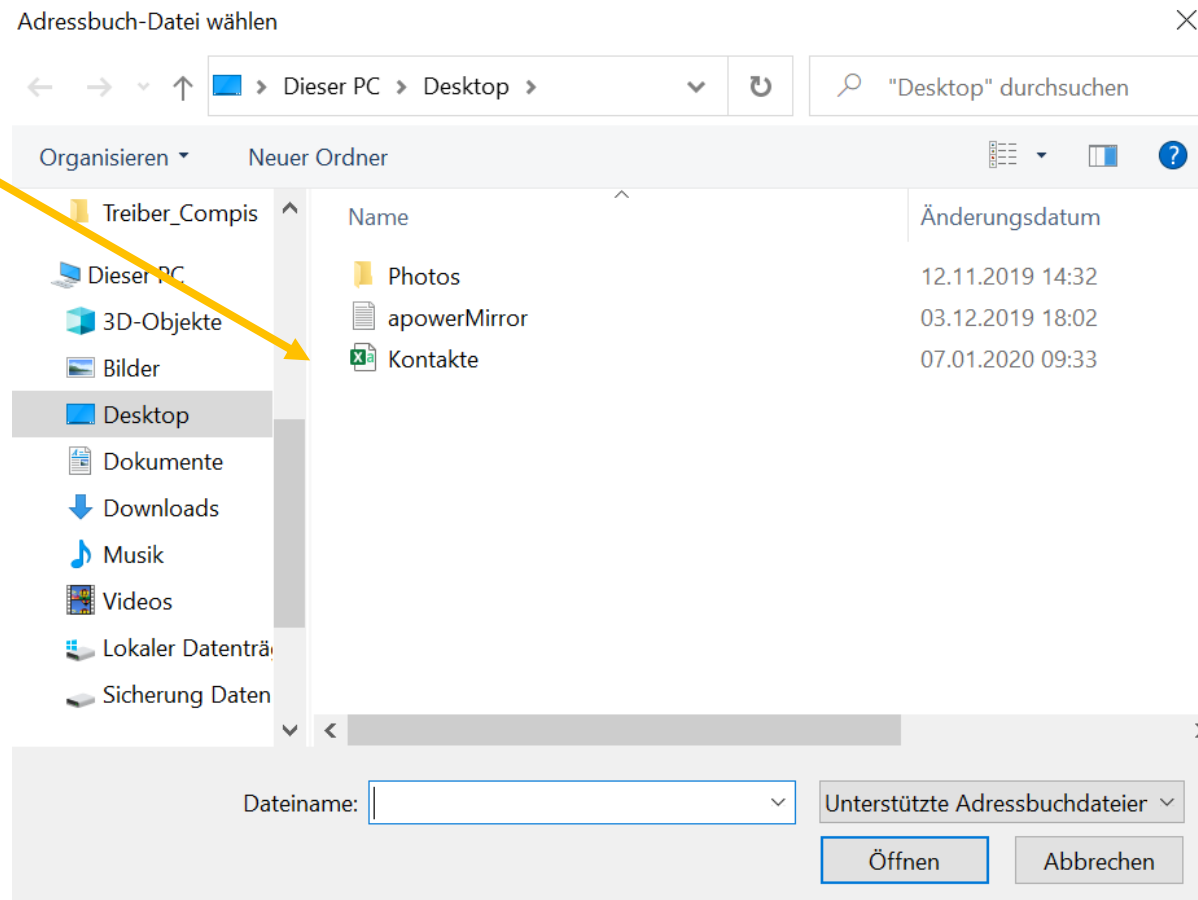 Adressbuch-Datei wählen
Dieser PC > Desktop >
"Desktop" durchsuchen
Organisieren
Neuer Ordner
Treiber_Compis
Dieser PC
3D-Objekte
Bilder
Desktop
Dokumente
Downloads
Musik
Videos
Lokaler Datenträ
Sicherung Daten
Name Änderungsdatum
Photos 12.11.2019 14:32
apowerMirror 03.12.2019 18:02
Kontakte 07.01.2020 09:33
Dateiname:
Unterstützte Adressbuchdateier
Öffnen
Abbrechen